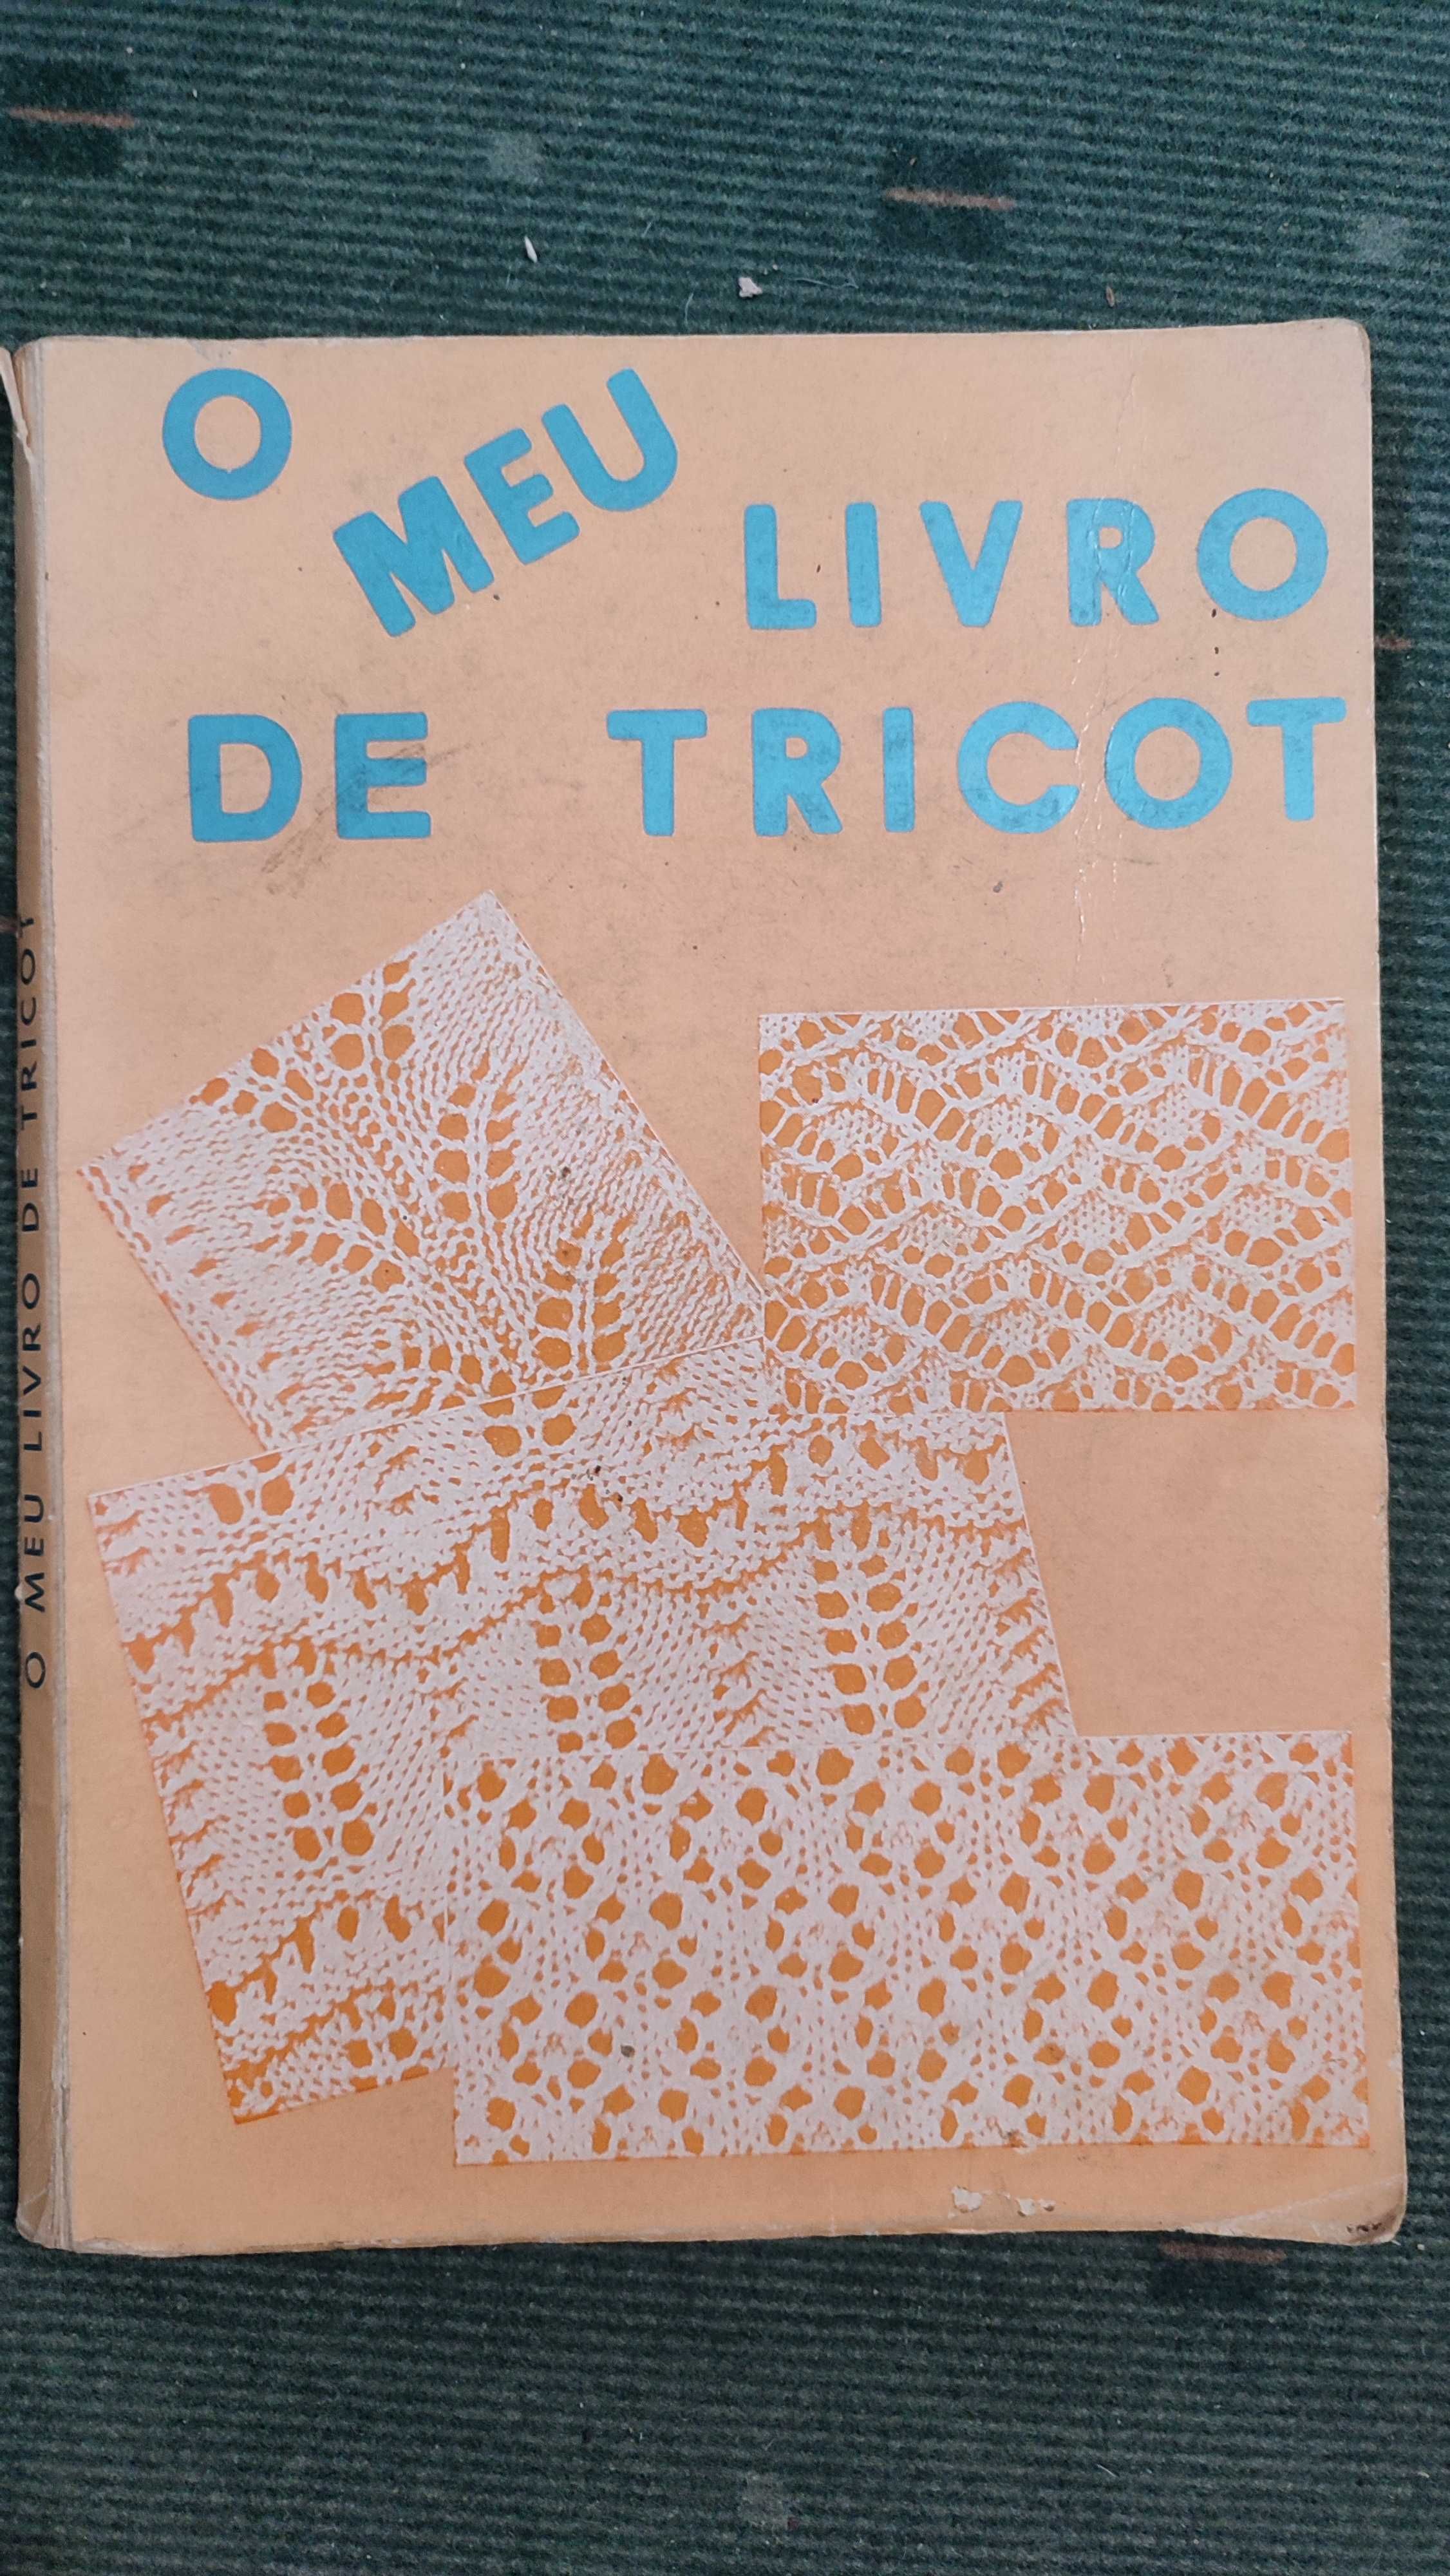 O MEU LIVRO
DE TRICOT
O MEU LIVRO DE TRICOT